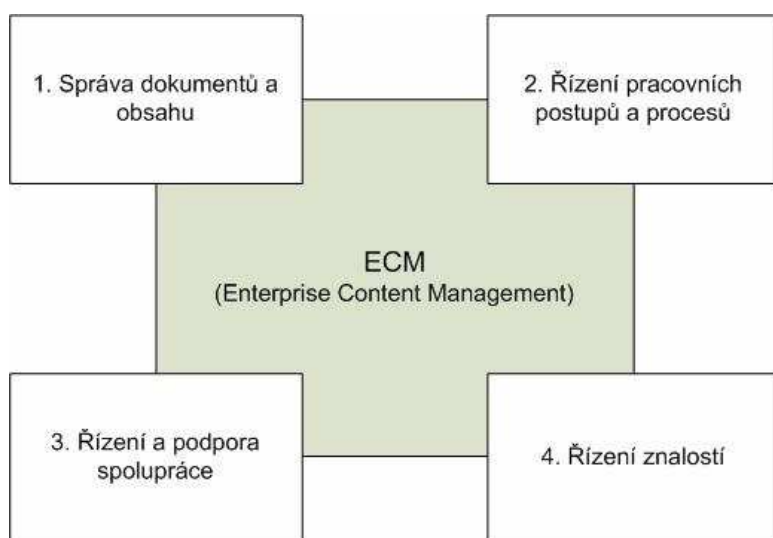 1. Správa dokumentů a
obsahu
2. Řízení pracovních
postupů a procesů
ECM
(Enterprise Content Management)
3. Řízení a podpora
spolupráce
4. Řízení znalostí